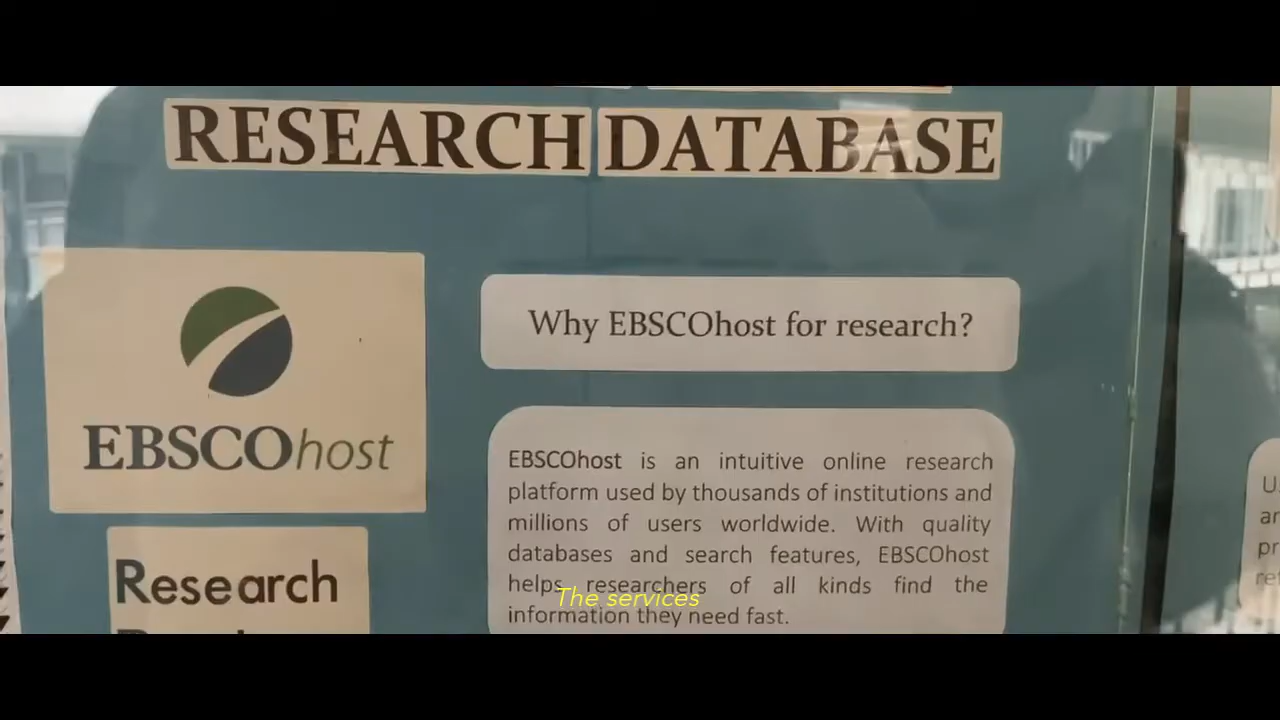 RESEARCH DATABASE
EBSCOhost
Why EBSCOhost for research?
EBSCOhost is an intuitive online research
platform used by thousands of institutions and
millions of users worldwide. With quality
databases and search features, EBSCOhost
helps researchers of all kinds find the
information they need fast.
Research
The services